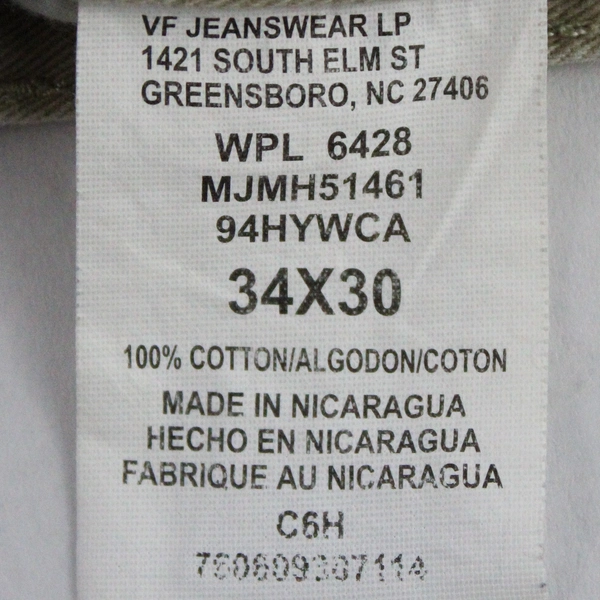 VF JEANSWEAR LP
1421 SOUTH ELM ST
GREENSBORO, NC 27406
WPL 6428
MJMH51461
94HYWCA
34X30
100% COTTON/ALGODON/COTON
MADE IN NICARAGUA
HECHO EN NICARAGUA
FABRIQUE AU NICARAGUA
C6H